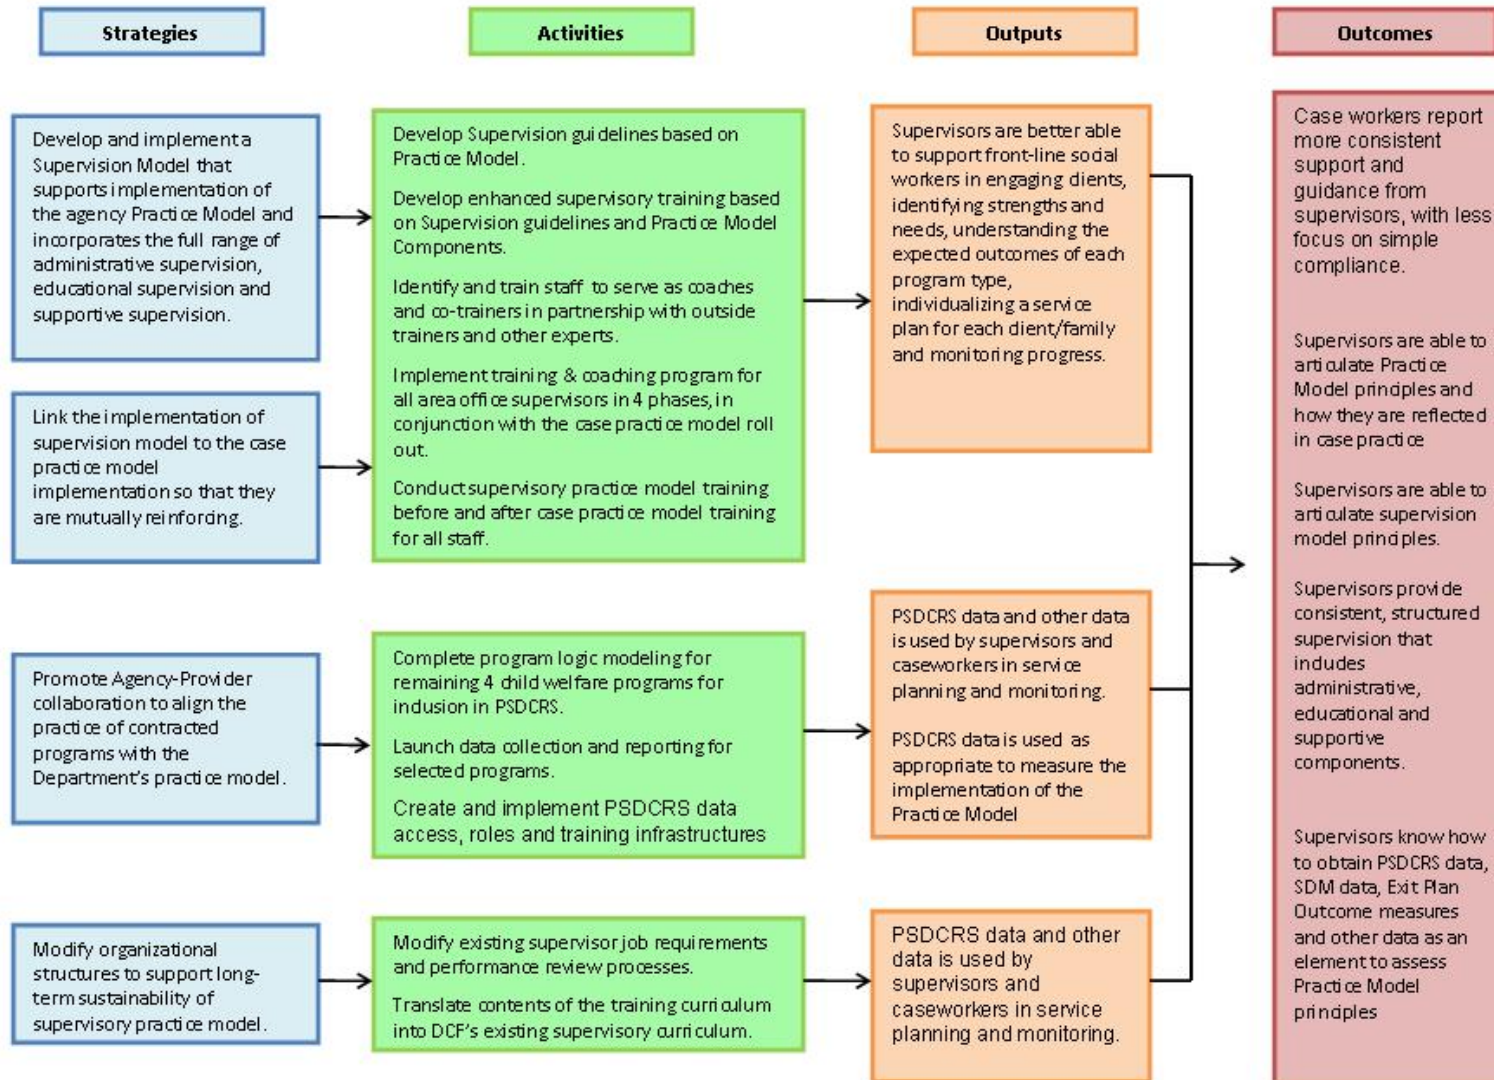 Strategies
Activities
Outputs
Outcomes
Develop and implement a
Supervision Model that
supports implementation of
the agency Practice Model and
incorporates the full range of
administrative supervision,
educational supervision and
supportive supervision.
Link the implementation of
supervision model to the case
practice model
implementation so that they
are mutually reinforcing.
Develop Supervision guidelines based on
Practice Model.
Develop enhanced supervisory training based
on Supervision guidelines and Practice Model
Components.
Identify and train staff to serve as coaches
and co-trainers in partnership with outside
trainers and other experts.
Implement training & coaching program for
all area office supervisors in 4 phases, in
conjunction with the case practice model roll
out.
Conduct supervisory practice model training
before and after case practice model training
for all staff.
Supervisors are better able
to support front-line social
workers in engaging clients,
identifying strengths and
needs, understanding the
expected outcomes of each
program type,
individualizing a service
plan for each client/family
and monitoring progress.
Promote Agency-Provider
collaboration to align the
practice of contracted
programs with the
Department's practice model.
Complete program logic modeling for
remaining 4 child welfare programs for
inclusion in PSDCRS.
Launch data collection and reporting for
selected programs.
Create and implement PSDCRS data
access, roles and training infrastructures
PSDCRS data and other data
is used by supervisors and
caseworkers in service
planning and monitoring.
PSDCRS data is used as
appropriate to measure the
implementation of the
Practice Model
Modify organizational
structures to support long-
term sustainability of
supervisory practice model.
Modify existing supervisor job requirements
and performance review processes.
Translate contents of the training curriculum
into DCF's existing supervisory curriculum.
PSDCRS data and other
data is used by
supervisors and
caseworkers in service
planning and monitoring.
Case workers report
more consistent
support and
guidance from
supervisors, with less
focus on simple
compliance.
Supervisors are able to
articulate Practice
Model principles and
how they are reflected
in case practice
Supervisors are able to
articulate supervision
model principles.
Supervisors provide
consistent, structured
supervision that
includes
administrative,
educational and
supportive
components.
Supervisors know how
to obtain PSDCRS data,
SDM data, Exit Plan
Outcome measures
and other data as an
element to assess
Practice Model
principles